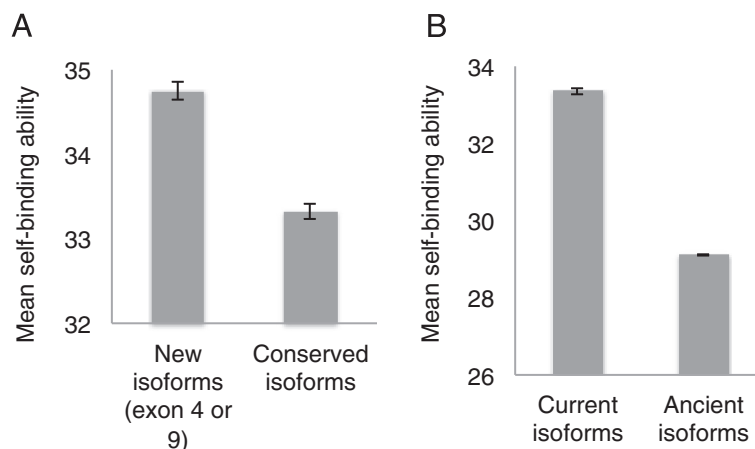 A
Mean self-binding ability
35
34
33
32
New
isoforms
(exon 4 or
9)
Conserved
isoforms
B
Mean self-binding ability
34
32
30
28
26
Current
isoforms
Ancient
isoforms